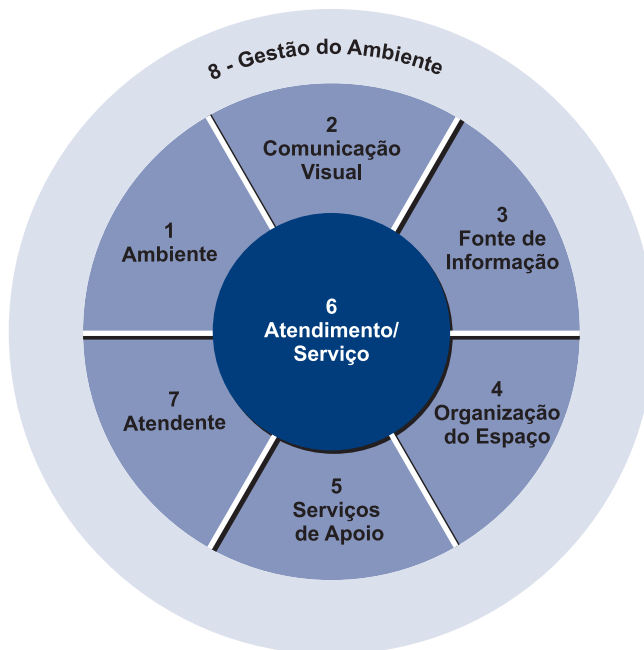 8 - Gestão do Ambiente
2
Comunicação
Visual
1
Ambiente
3
Fonte de
Informação
6
Atendimento/
Serviço
7
Atendente
4
Organização
do Espaço
5
Serviços
de Apoio